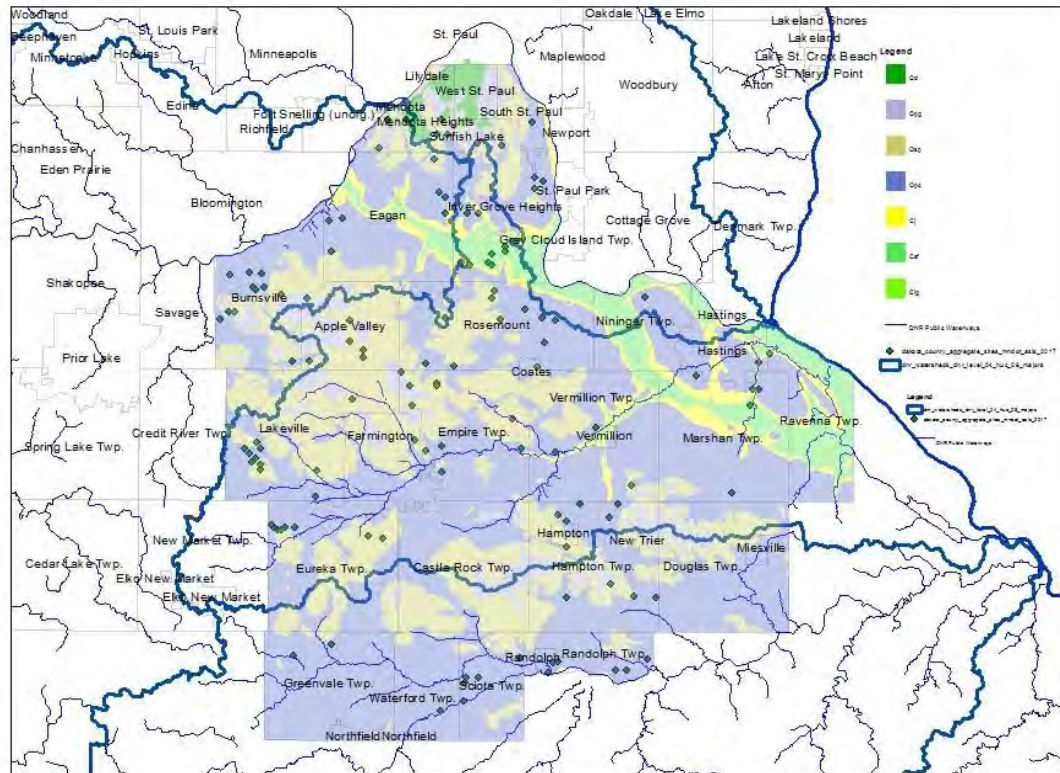 Woodland
Deephaven
Minnetonka
Hopkins
St. Louis Park
Minneapolis
Edina
Richfield
Fort Snelling (unorg.)
Chanhassen
Eden Prairie
Bloomington
St. Paul
Lilydale
West St. Paul
Mendota
Mendota Heights
South St. Paul
Sunfish Lake
Newport
Maplewood
Oakdale
Lake Elmo
Woodbury
Lakeland Shores
Lakeland
Lake St. Croix Beach
St. Marys Point
Afton
St. Paul Park
Inver Grove Heights
Eagan
Cottage Grove
Grey Cloud Island Twp.
Denmark Twp.
Shakopee
Savage
Burnsville
Prior Lake
Apple Valley
Rosemount
Nininger Twp.
Hastings
Hastings
Coates
Vermillion Twp.
Ravenna Twp.
Credit River Twp.
Spring Lake Twp.
Lakeville
Farmington
Empire Twp.
Vermillion
Marshan Twp.
New Market Twp.
Cedar Lake Twp.
Elko New Market
Elko New Market
Eureka Twp.
Castle Rock Twp.
Hampton
New Trier
Hampton Twp.
Douglas Twp.
Miesville
Randolph
Randolph Twp.
Greenvale Twp.
Waterford Twp.
Sciota Twp.
Northfield
Northfield
Legend
DNR Public Waterways
dakota_county_aggregate_sites_mndot_asis_2017
Legend
DNR Public Waterways